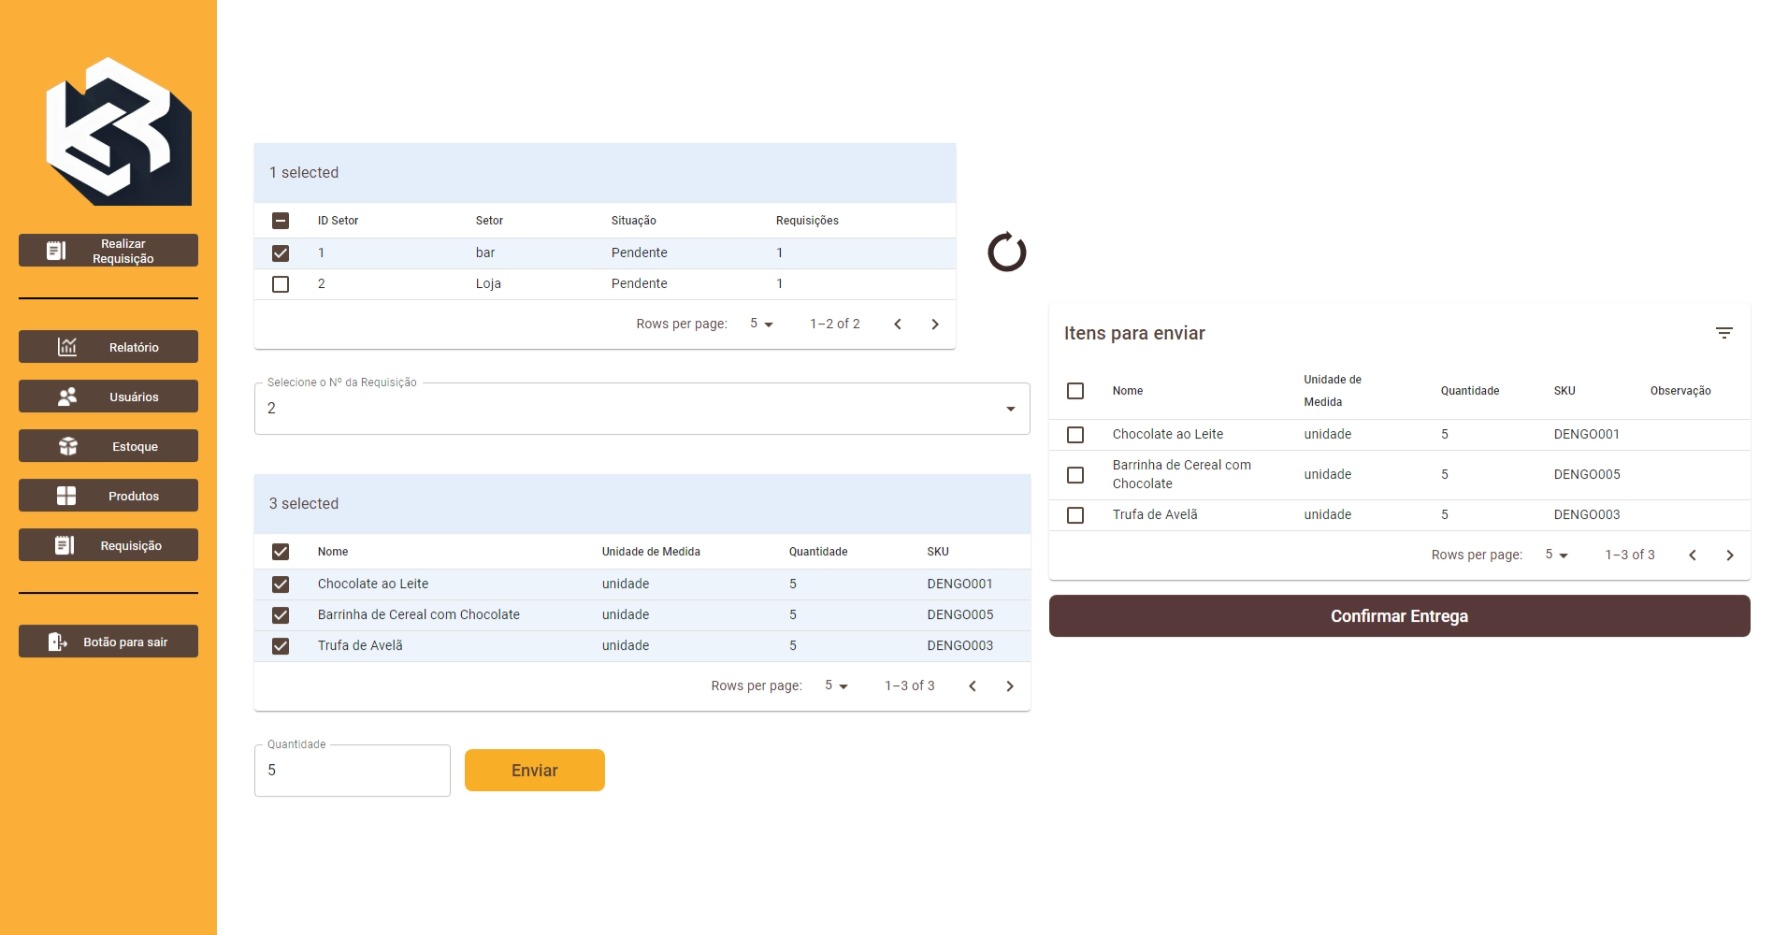 Realizar
Requisição
Relatório
Usuários
Estoque
Produtos
Requisição
Botão para sair
1 selected
ID Setor Setor Situação Requisições
1 bar Pendente 1
2 Loja Pendente 1
Rows per page: 5 1–2 of 2
Selecione o Nº da Requisição
2
3 selected
Nome Unidade de Medida Quantidade SKU
Chocolate ao Leite unidade 5 DENGO001
Barrinha de Cereal com Chocolate unidade 5 DENGO005
Trufa de Avelã unidade 5 DENGO003
Rows per page: 5 1–3 of 3
Quantidade
5
Enviar
Itens para enviar
Nome Unidade de Medida Quantidade SKU Observação
Chocolate ao Leite unidade 5 DENGO001
Barrinha de Cereal com
Chocolate unidade 5 DENGO005
Trufa de Avelã unidade 5 DENGO003
Rows per page: 5 1–3 of 3
Confirmar Entrega